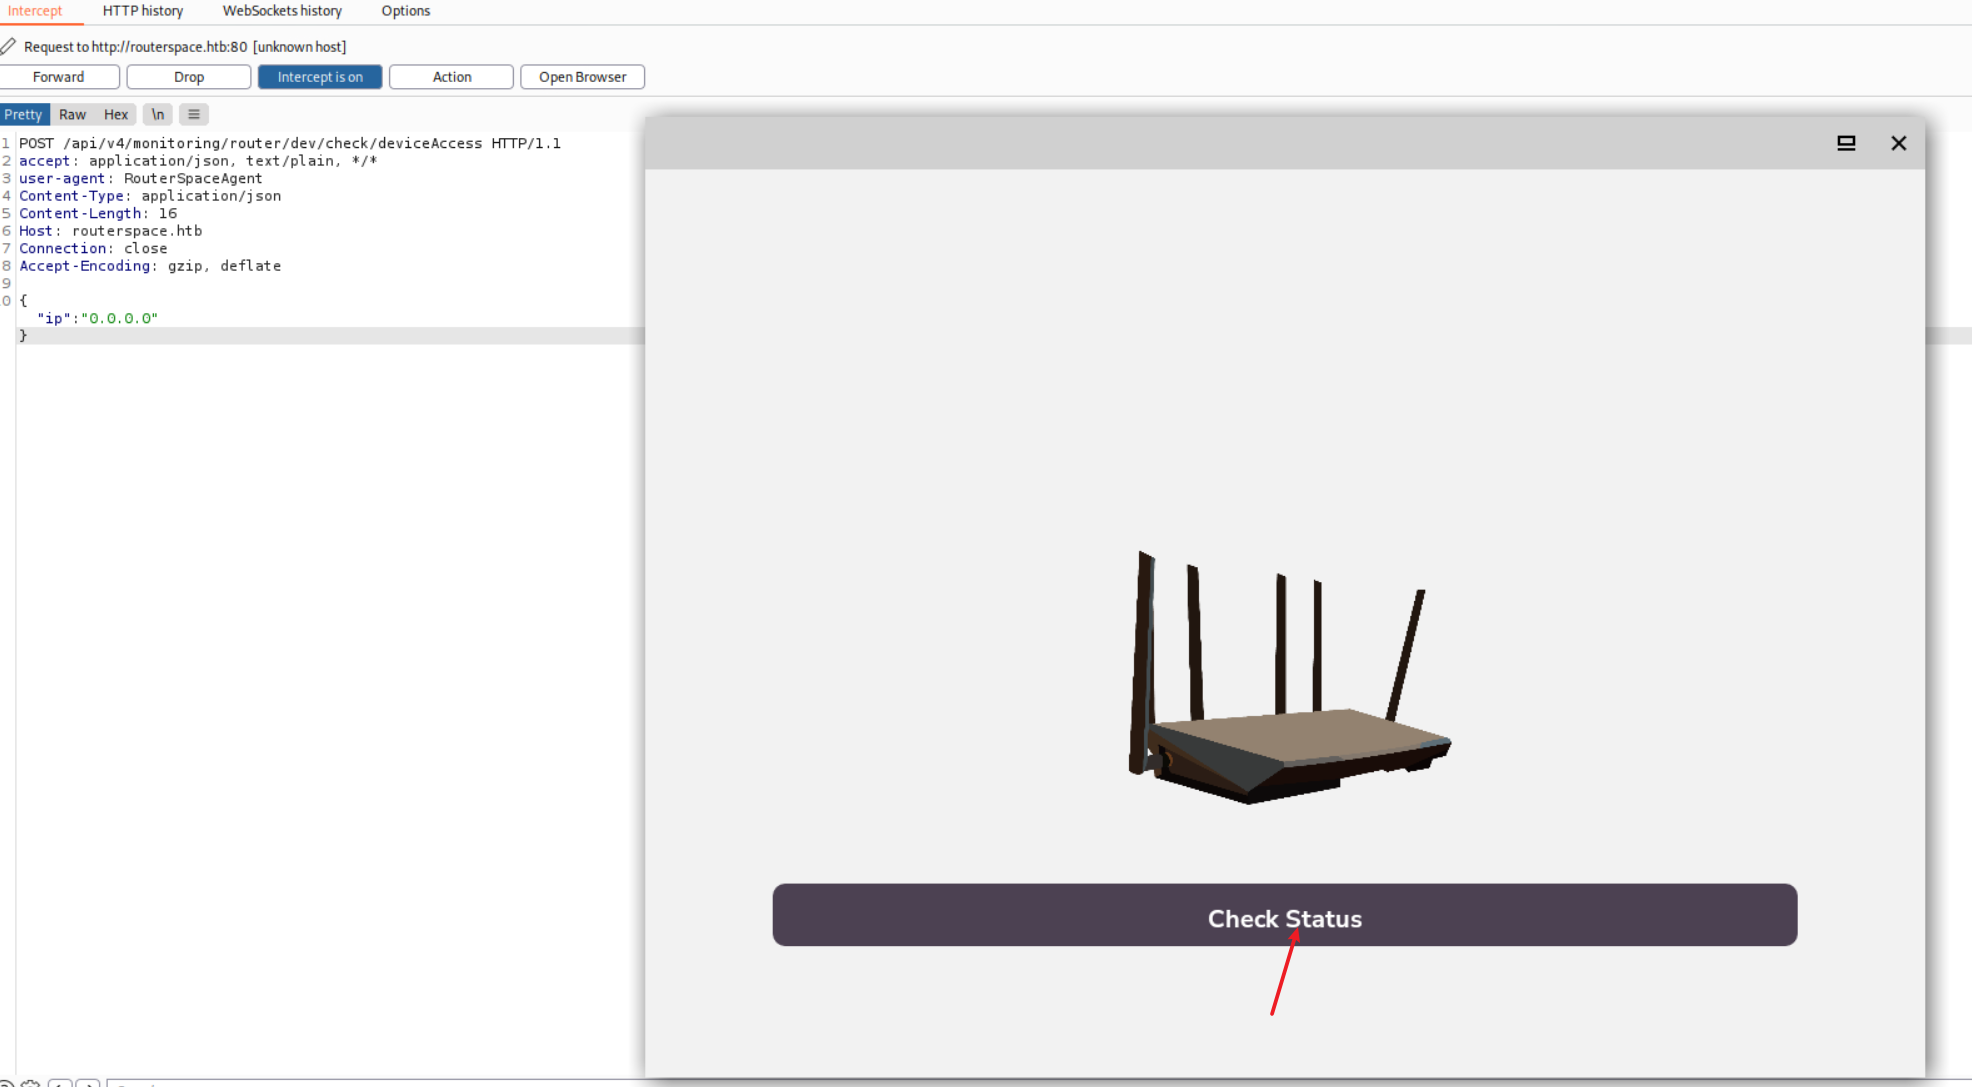 Intercept HTTP history WebSockets history Options
Request to http://routerspace.htb:80 [unknown host]
Forward Drop Intercept is on Action Open Browser
Pretty Raw Hex \n
1 POST /api/v4/monitoring/router/dev/check/deviceAccess HTTP/1.1
2 accept: application/json, text/plain, */*
3 user-agent: RouterSpaceAgent
4 Content-Type: application/json
5 Content-Length: 16
6 Host: routerspace.htb
7 Connection: close
8 Accept-Encoding: gzip, deflate
9
0 {
"ip":"0.0.0.0"
}
Check Status